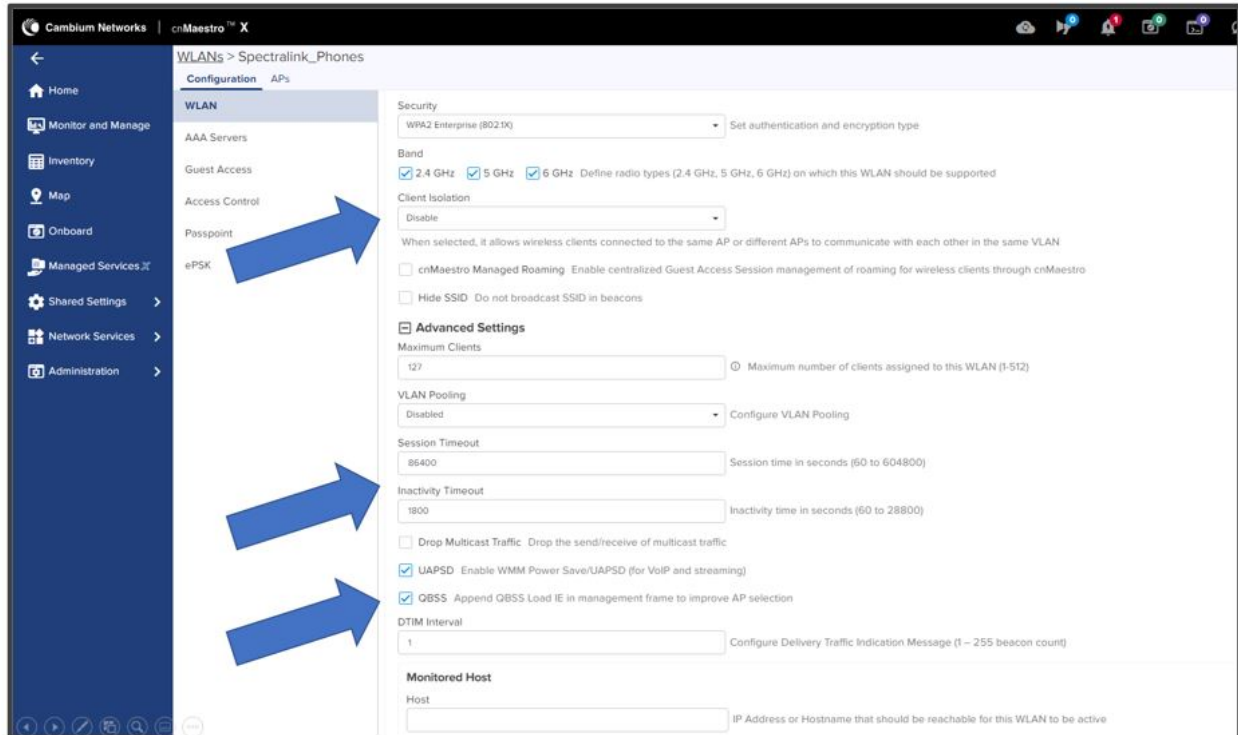 Cambium Networks | cnMaestro™ X
0 1 0 0
WLANs > Spectralink_Phones
Configuration APs
Home
Monitor and Manage
Inventory
Map
Onboard
Managed Services X
Shared Settings >
Network Services >
Administration >
WLAN
AAA Servers
Guest Access
Access Control
Passpoint
ePSK
Security
WPA2 Enterprise (802.1X) Set authentication and encryption type
Band
2.4 GHz 5 GHz 6 GHz Define radio types (2.4 GHz, 5 GHz, 6 GHz) on which this WLAN should be supported
Client Isolation
Disable
When selected, it allows wireless clients connected to the same AP or different APs to communicate with each other in the same VLAN
cnMaestro Managed Roaming Enable centralized Guest Access Session management of roaming for wireless clients through cnMaestro
Hide SSID Do not broadcast SSID in beacons
Advanced Settings
Maximum Clients
127 Maximum number of clients assigned to this WLAN (1-512)
VLAN Pooling
Disabled Configure VLAN Pooling
Session Timeout
86400 Session time in seconds (60 to 604800)
Inactivity Timeout
1800 Inactivity time in seconds (60 to 28800)
Drop Multicast Traffic Drop the send/receive of multicast traffic
UAPSD Enable WMM Power Save/UAPSD (for VoIP and streaming)
QBSS Append QBSS Load IE in management frame to improve AP selection
DTIM Interval
1 Configure Delivery Traffic Indication Message (1 – 255 beacon count)
Monitored Host
Host
IP Address or Hostname that should be reachable for this WLAN to be active